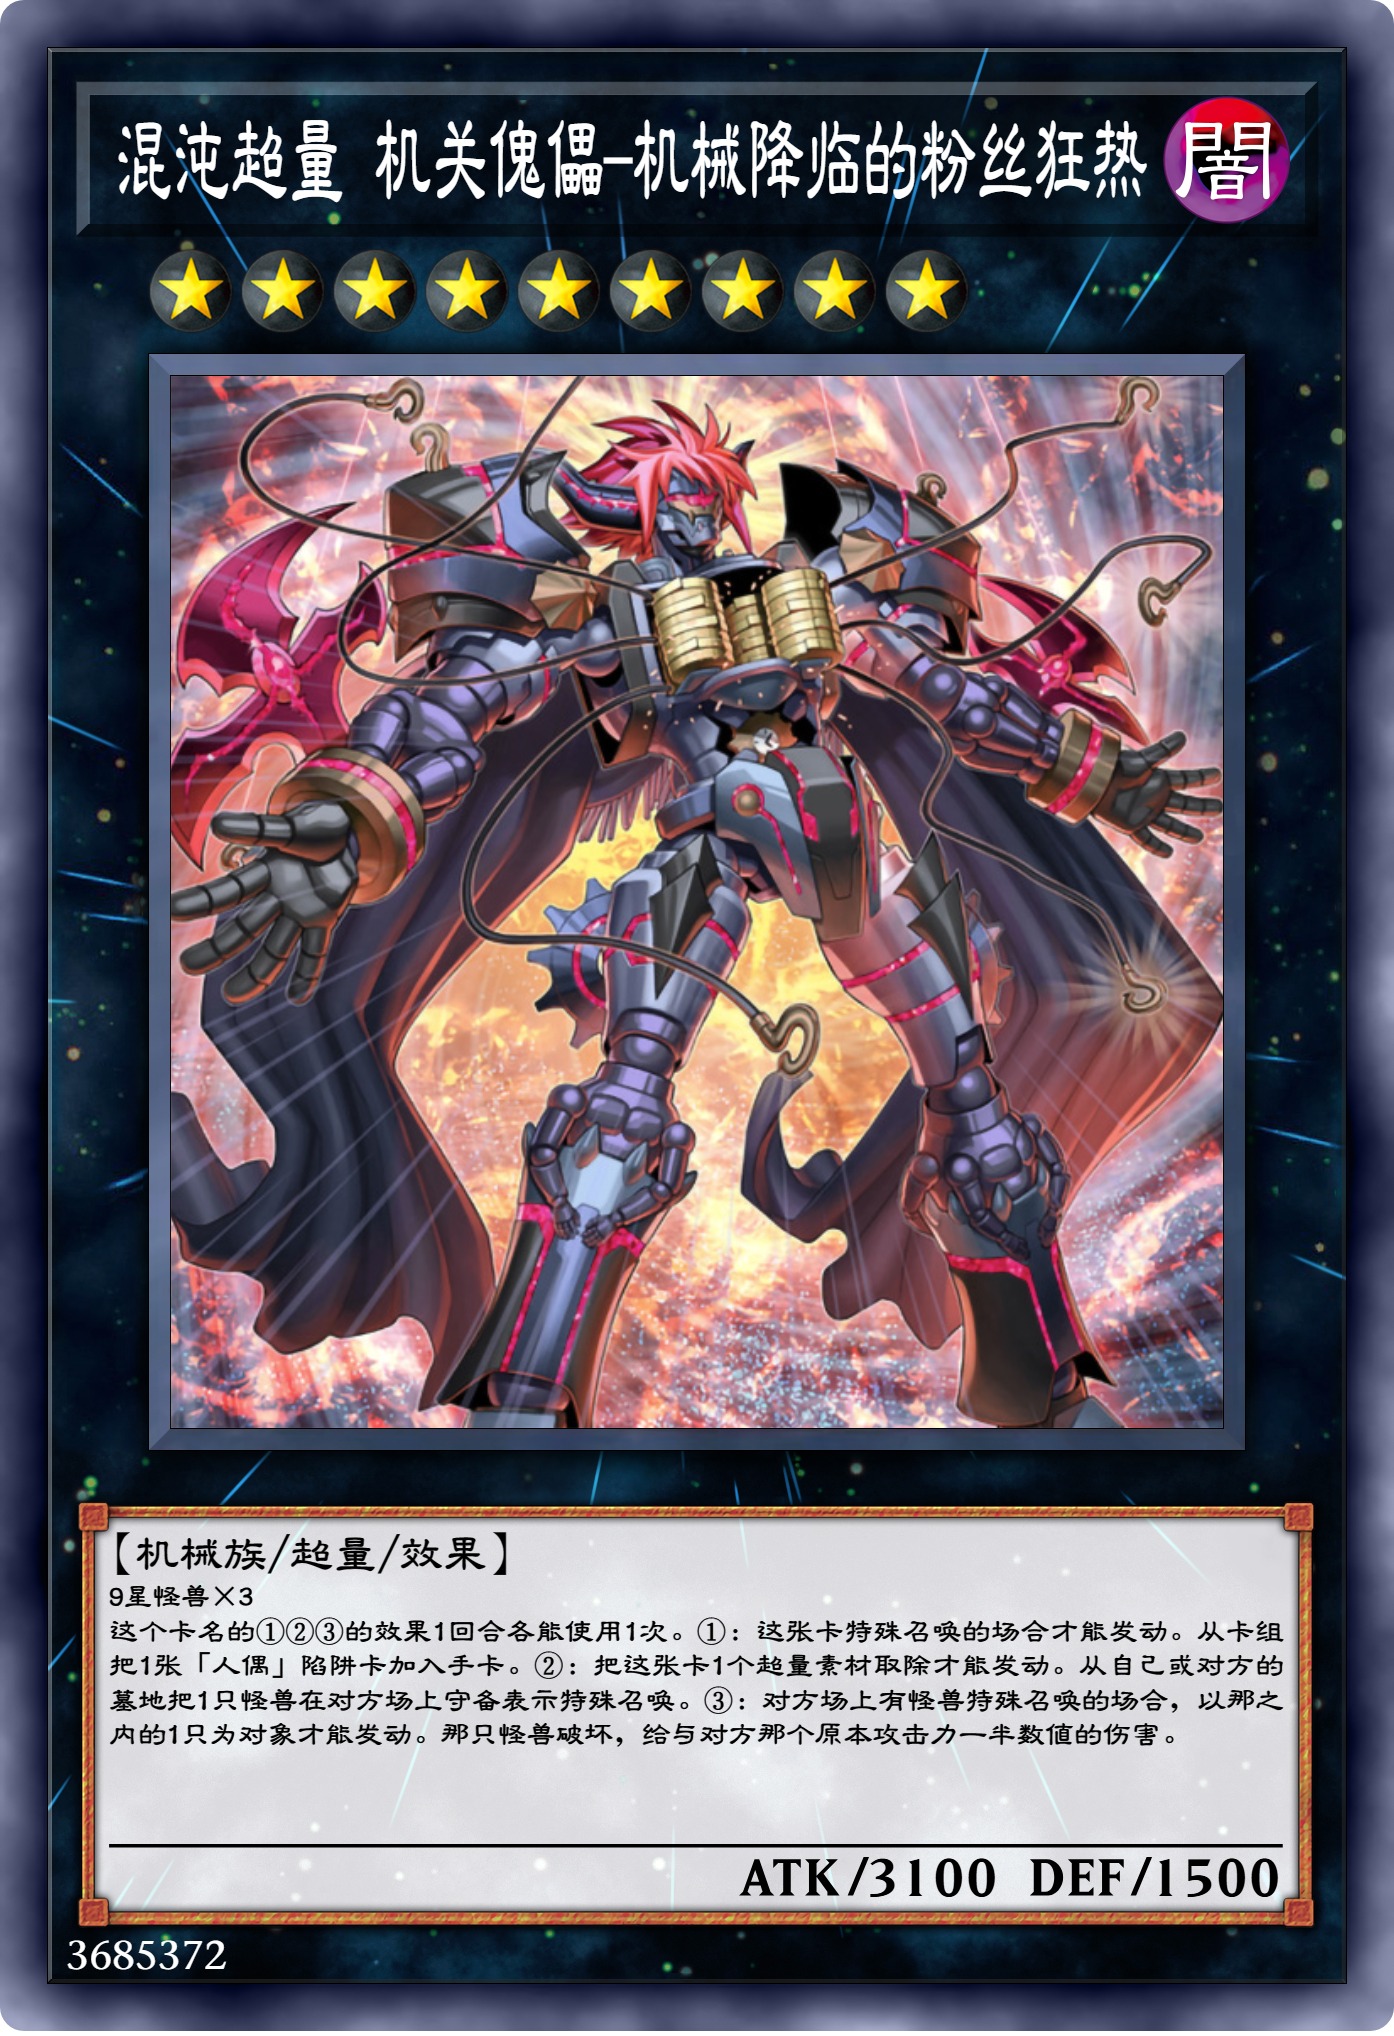 混沌超量 机关傀儡-机械降临的粉丝狂热 闇
【机械族/超量/效果】
9星怪兽×3
这个卡名的①②③的效果1回合各能使用1次。①：这张卡特殊召唤的场合才能发动。从卡组
把1张「人偶」陷阱卡加入手卡。②：把这张卡1个超量素材取除才能发动。从自己或对方的
墓地把1只怪兽在对方场上守备表示特殊召唤。③：对方场上有怪兽特殊召唤的场合，以那之
内的1只为对象才能发动。那只怪兽破坏，给与对方那个原本攻击力一半数值的伤害。
ATK/3100 DEF/1500
3685372